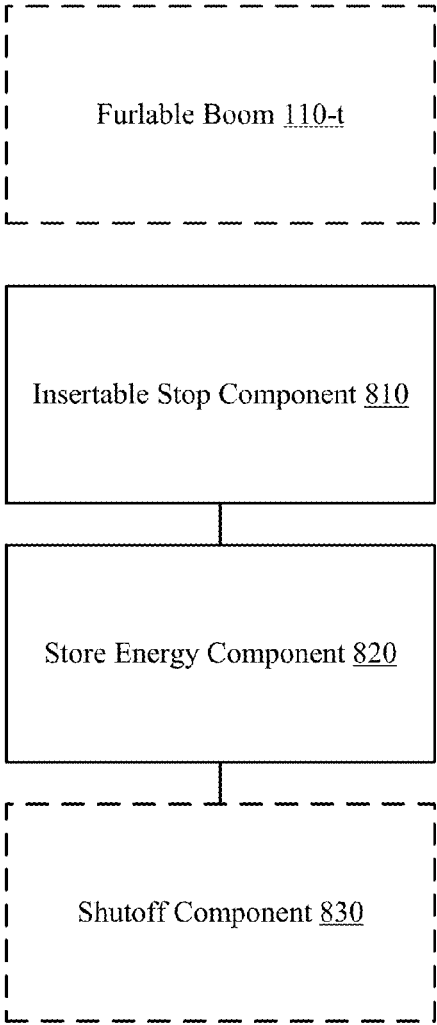 Furlable Boom 110-t
Insertable Stop Component 810
Store Energy Component 820
Shutoff Component 830